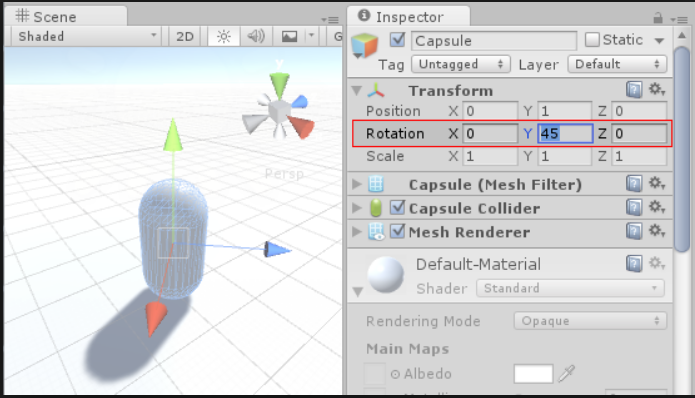 Scene
Shaded
2D
G
y
Persp
Inspector
Capsule
Static
Tag Untagged Layer Default
Transform
Position X 0 Y 1 Z 0
Rotation X 0 Y 45 Z 0
Scale X 1 Y 1 Z 1
Capsule (Mesh Filter)
Capsule Collider
Mesh Renderer
Default-Material
Shader Standard
Rendering Mode Opaque
Main Maps
Albedo